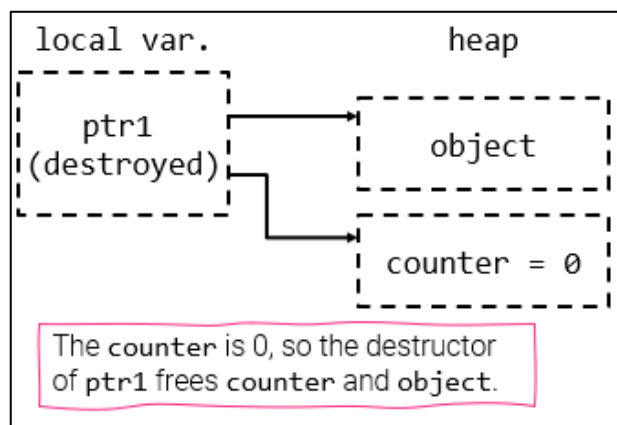 local var.
heap
ptr1
(destroyed)
object
counter = 0
The counter is 0, so the destructor
of ptr1 frees counter and object.